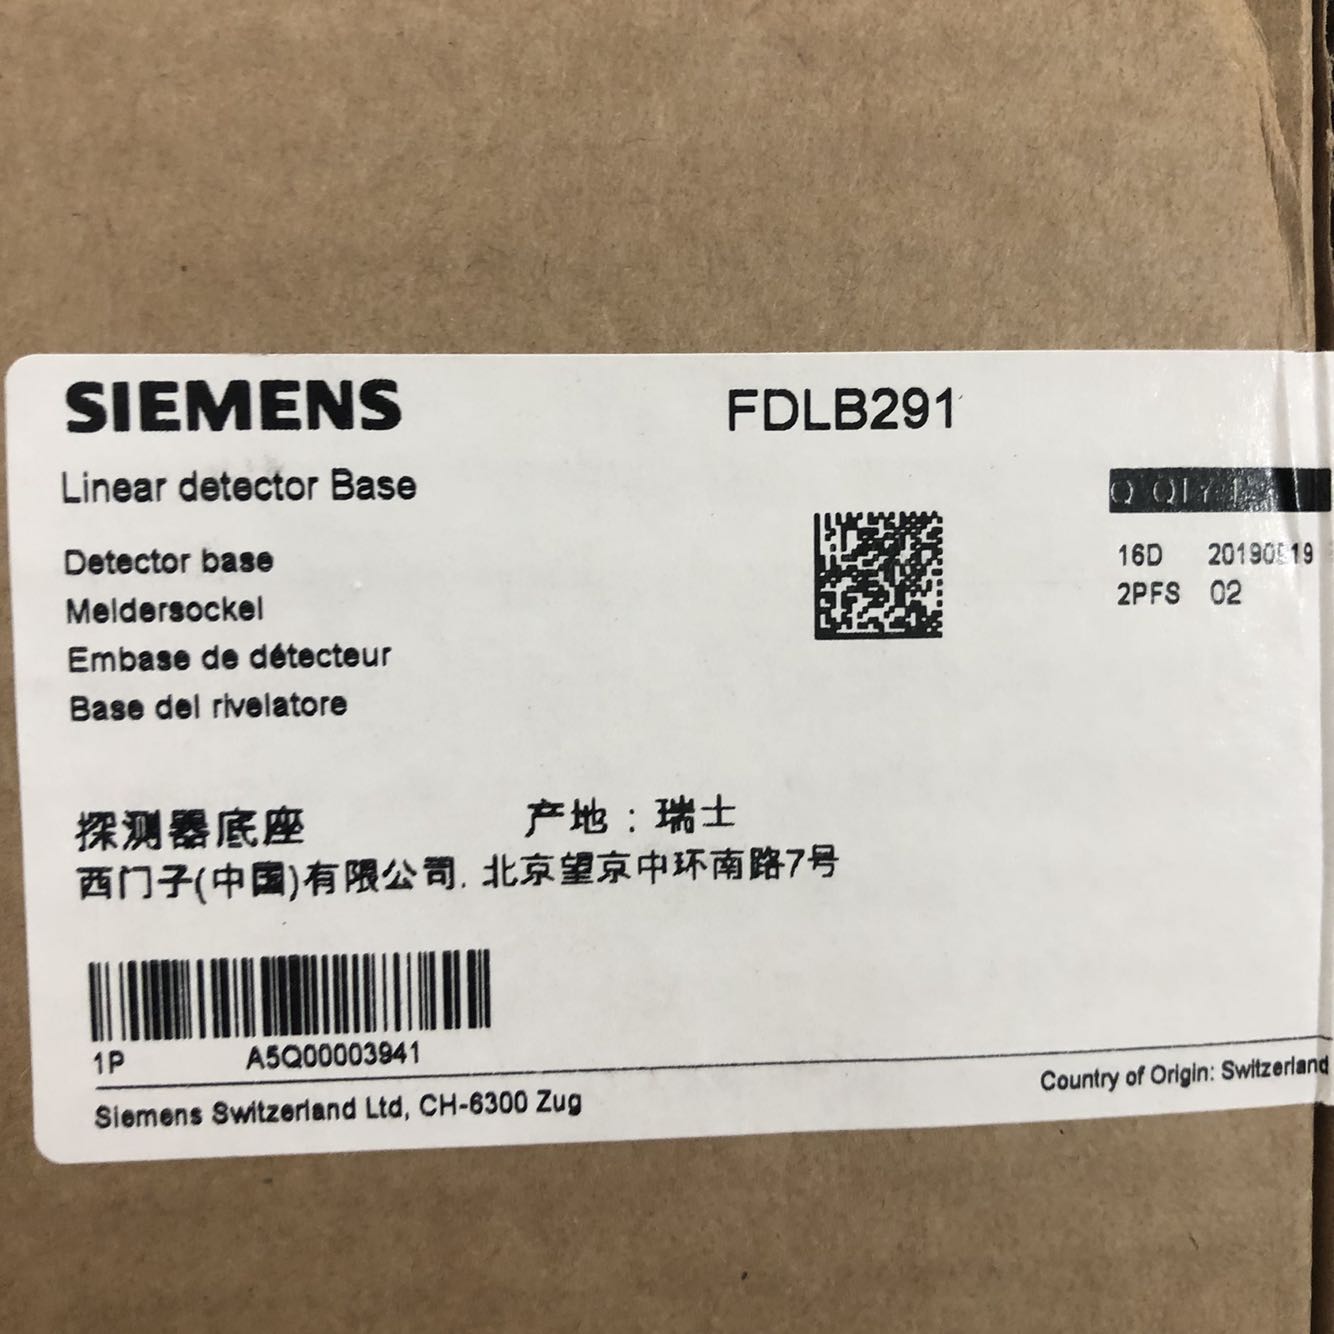 SIEMENS
FDLB291
Linear detector Base
Q QTY
Detector base
16D
2PFS 02
Meldersockel
Embase de détecteur
Base del rivelatore
探测器底座
产地：瑞士
西门子(中国)有限公司. 北京望京中环南路7号
1P A5Q00003941
Siemens Switzerland Ltd, CH-6300 Zug
Country of Origin: Switzerland